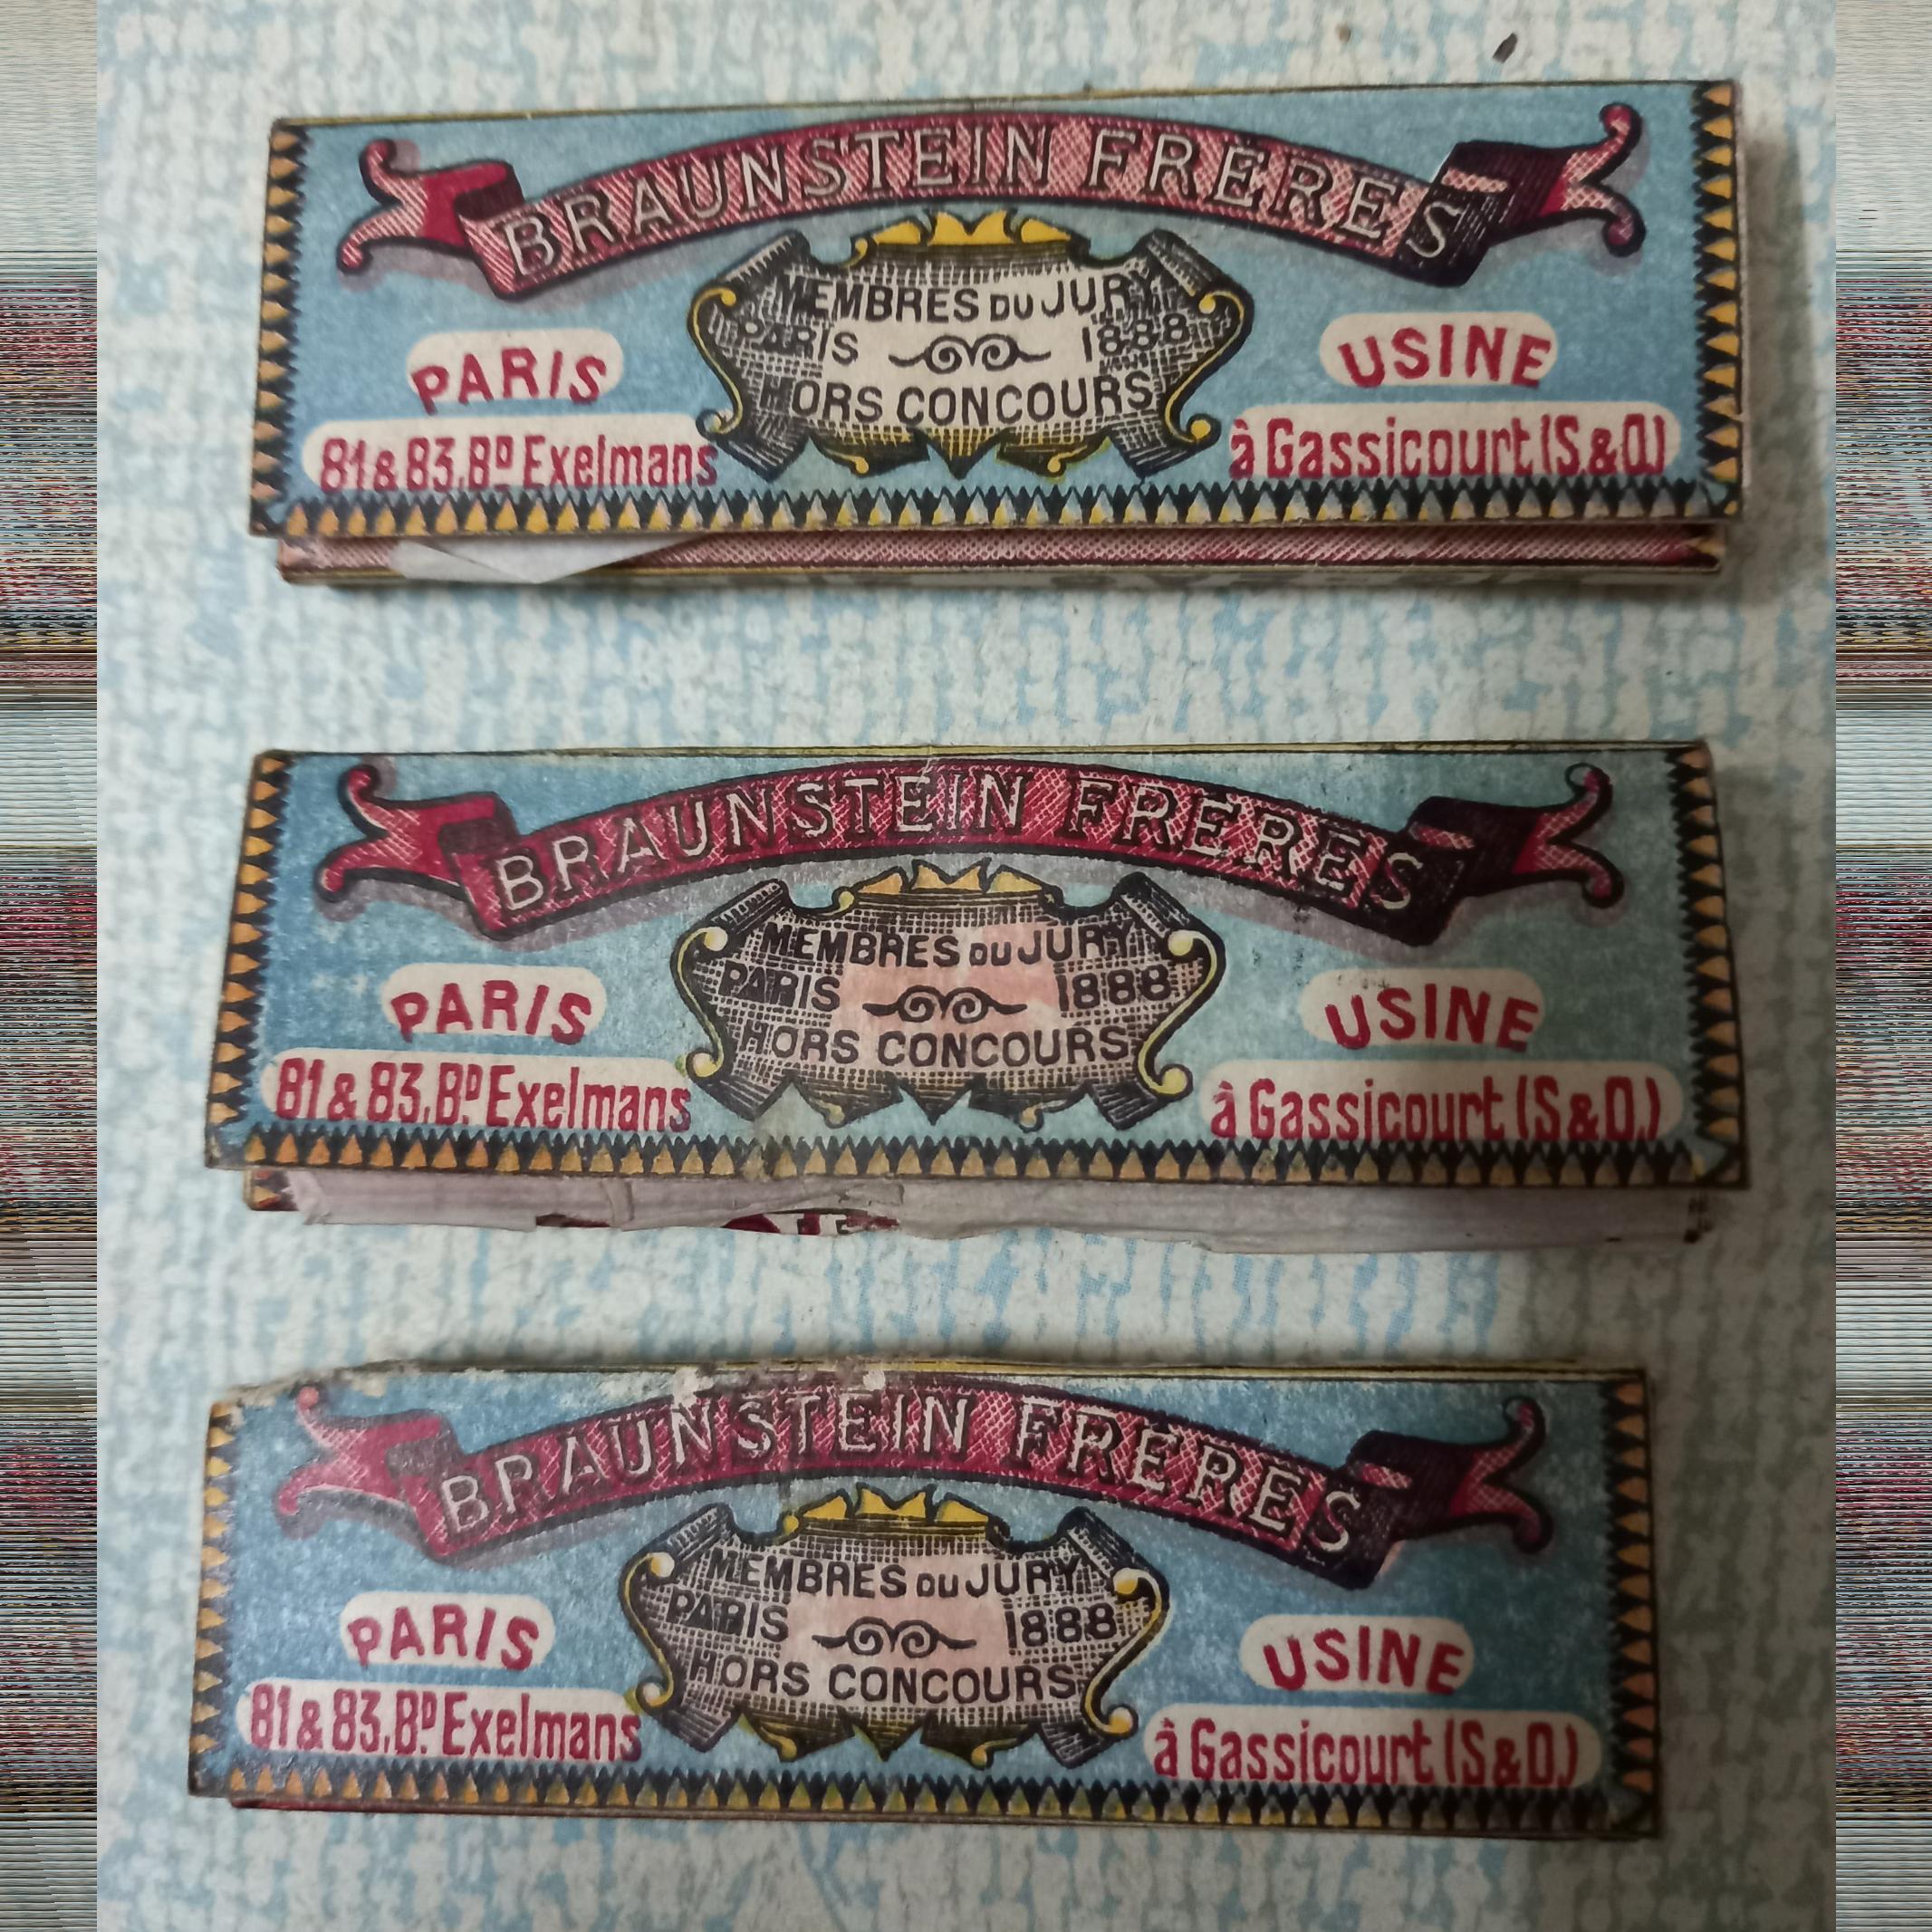 BRAUNSTEIN FRÈRES
MEMBRES DU JURY
PARIS 1888
HORS CONCOURS
PARIS
81 & 83, Bᴰ Exelmans
USINE
à Gassicourt (S.&O.)
BRAUNSTEIN FRÈRES
MEMBRES DU JURY
PARIS 1888
HORS CONCOURS
PARIS
81 & 83, Bᴰ. Exelmans
USINE
à Gassicourt (S&O.)
BRAUNSTEIN FRÈRES
MEMBRES DU JURY
PARIS 1888
HORS CONCOURS
PARIS
81 & 83, Bᴰ. Exelmans
USINE
à Gassicourt (S&O.)